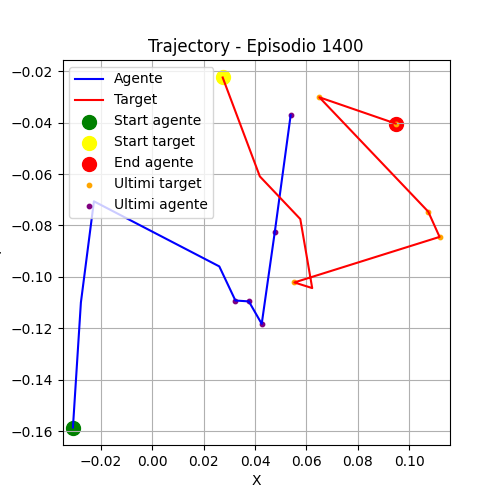 Trajectory - Episodio 1400
Agente
Target
Start agente
Start target
End agente
Ultimi target
Ultimi agente
−0.02
−0.04
−0.06
−0.08
−0.10
−0.12
−0.14
−0.16
−0.02
0.00
0.02
0.04
0.06
0.08
0.10
X